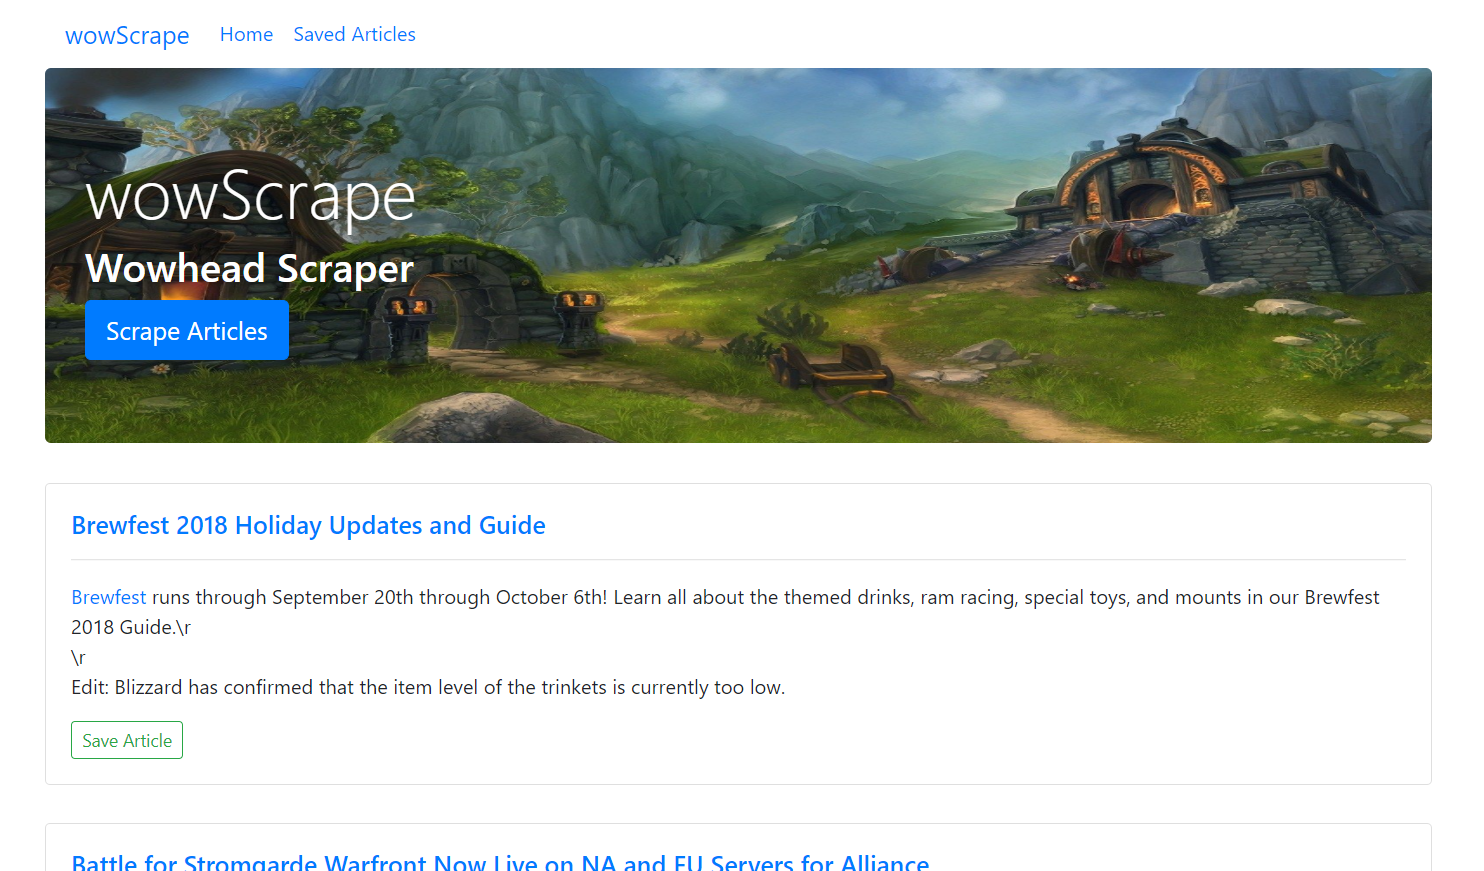 wowScrape Home Saved Articles
wowScrape
Wowhead Scraper
Scrape Articles
Brewfest 2018 Holiday Updates and Guide
Brewfest runs through September 20th through October 6th! Learn all about the themed drinks, ram racing, special toys, and mounts in our Brewfest
2018 Guide.\r
\r
Edit: Blizzard has confirmed that the item level of the trinkets is currently too low.
Save Article
Battle for Stromgarde Warfront Now Live on NA and EU Servers for Alliance